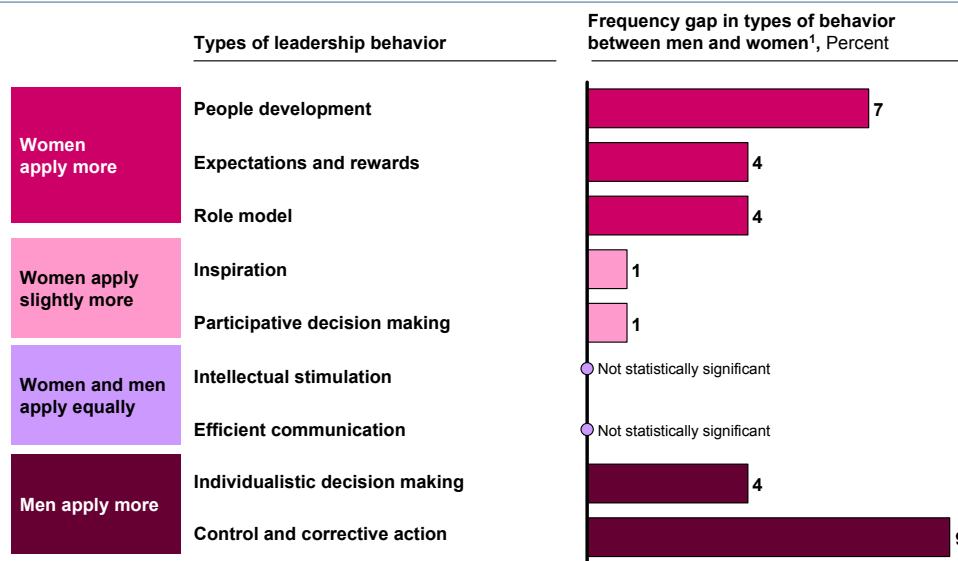 Types of leadership behavior
Frequency gap in types of behavior
between men and women¹, Percent
Women
apply more
People development
7
Expectations and rewards
4
Role model
4
Women apply
slightly more
Inspiration
1
Participative decision making
1
Women and men
apply equally
Intellectual stimulation
Not statistically significant
Efficient communication
Not statistically significant
Men apply more
Individualistic decision making
4
Control and corrective action